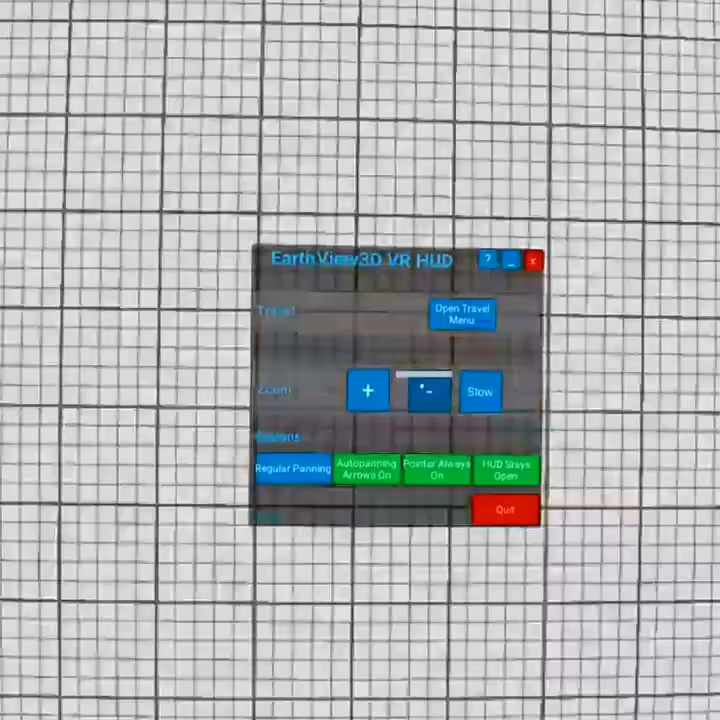 EarthView3D VR HUD ? _ x
Travel
Open Travel
Menu
Zoom + - Slow
Regular Panning
Autopanning
Arrows On
Pointer Always
On
HUD Stays
Open
Quit